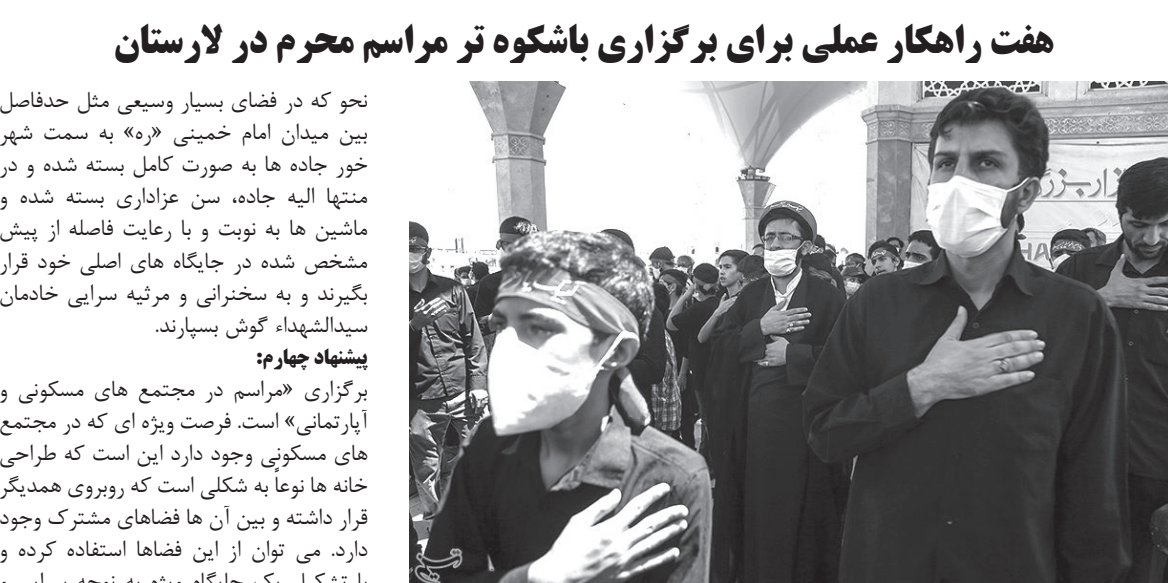 هفت راهکار عملی برای برگزاری باشکوه تر مراسم محرم در لارستان
نحو که در فضای بسیار وسیعی مثل حدفاصل
بین میدان امام خمینی «ره» به سمت شهر
خور جاده ها به صورت کامل بسته شده و در
منتها الیه جاده، سن عزاداری بسته شده و
ماشین ها به نوبت و با رعایت فاصله از پیش
مشخص شده در جایگاه های اصلی خود قرار
بگیرند و به سخنرانی و مرثیه سرایی خادمان
سیدالشهداء گوش بسپارند.
پیشنهاد چهارم:
برگزاری «مراسم در مجتمع های مسکونی و
آپارتمانی» است. فرصت ویژه ای که در مجتمع
های مسکونی وجود دارد این است که طراحی
خانه ها نوعاً به شکلی است که روبروی همدیگر
قرار داشته و بین آن ها فضاهای مشترک وجود
دارد. می توان از این فضاها استفاده کرده و